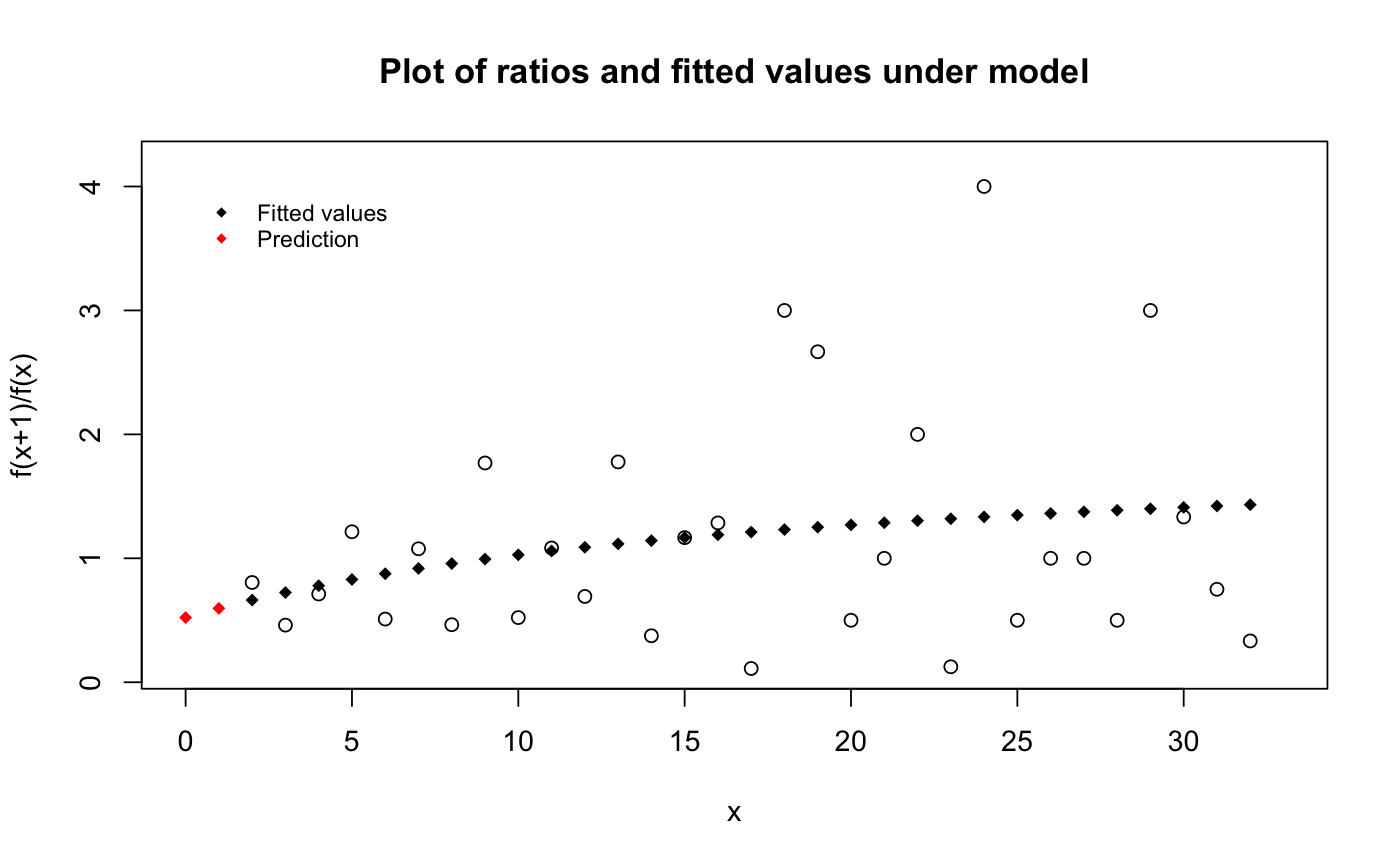 Plot of ratios and fitted values under model
f(x+1)/f(x)
4
3
2
1
0
Fitted values
Prediction
0 5 10 15 20 25 30
x